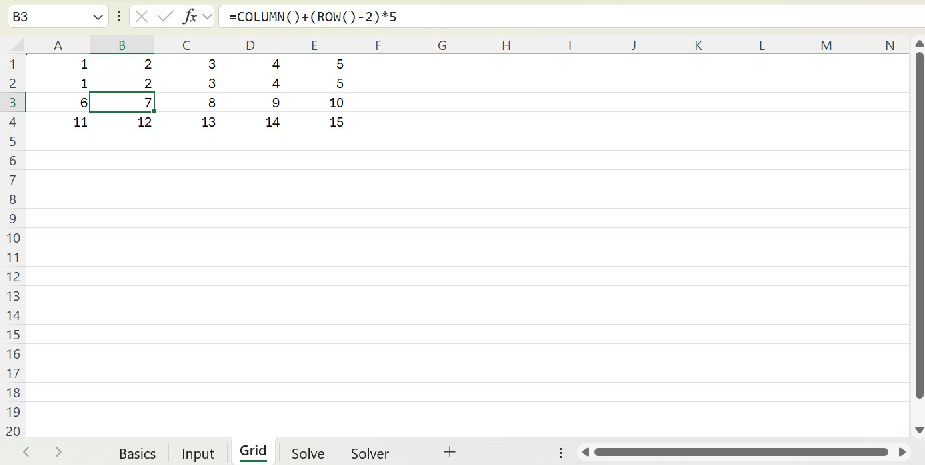 B3 fx =COLUMN()+(ROW()-2)*5
A B C D E F G H I J K L M N
1 1 2 3 4 5
2 1 2 3 4 5
3 6 7 8 9 10
4 11 12 13 14 15
5
6
7
8
9
10
11
12
13
14
15
16
17
18
19
20
Basics Input Grid Solve Solver +